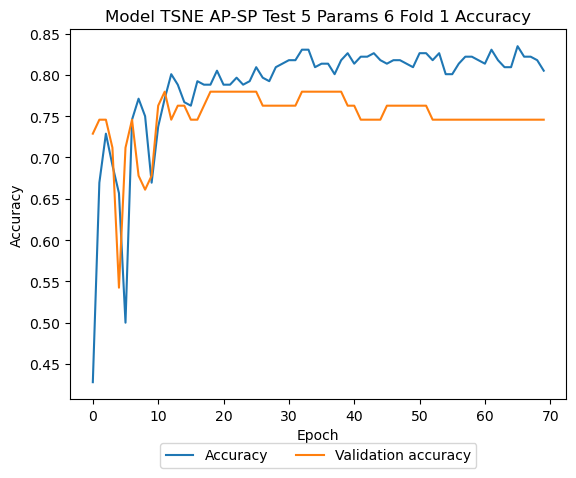 Model TSNE AP-SP Test 5 Params 6 Fold 1 Accuracy
0.85
0.80
0.75
0.70
0.65
0.60
0.55
0.50
0.45
Accuracy
0 10 20 30 40 50 60 70
Epoch
Accuracy Validation accuracy